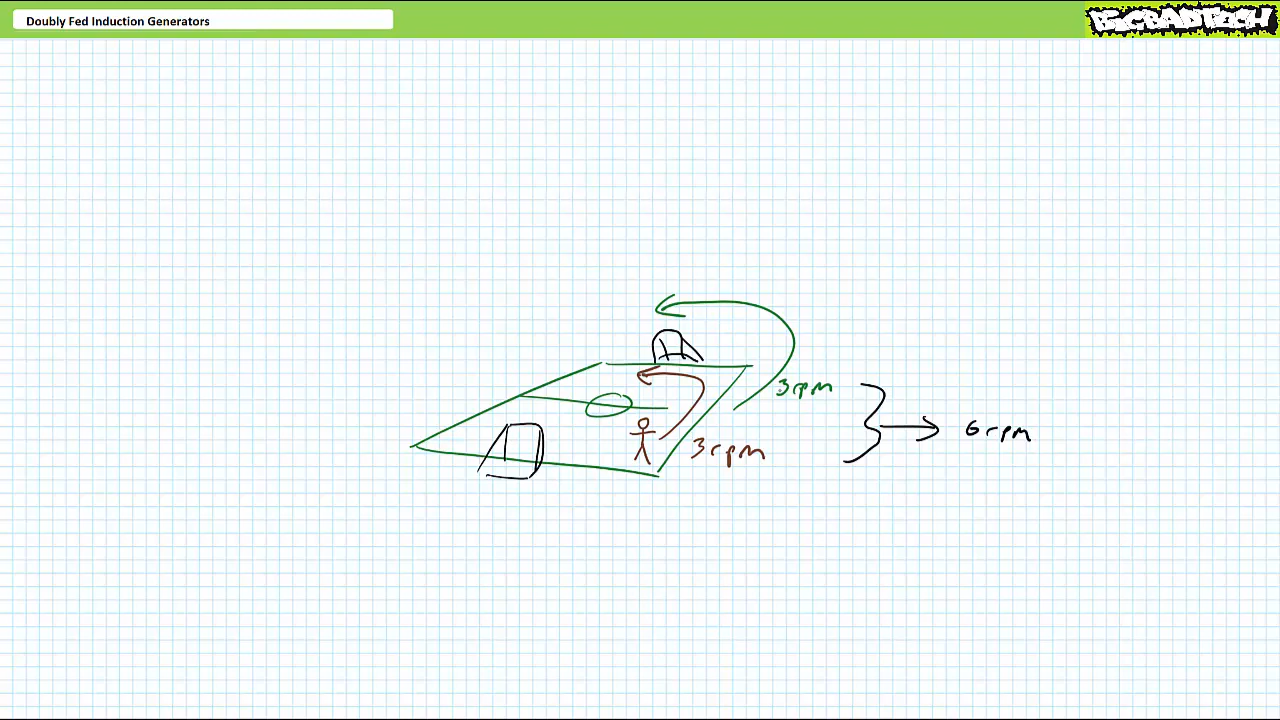 Doubly Fed Induction Generators
BIGBADTECH
3rpm
6rpm
3rpm